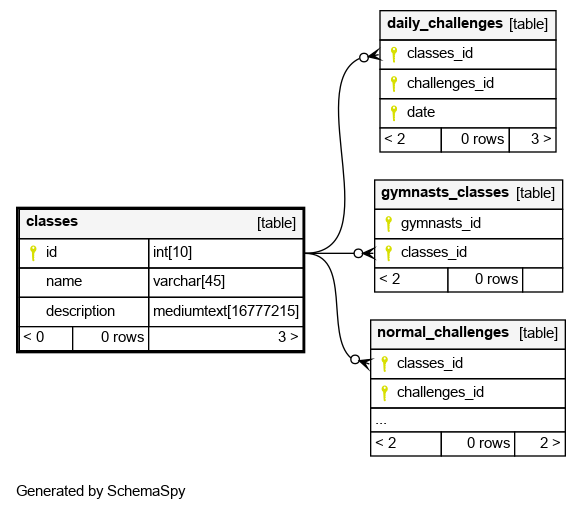 daily_challenges [table]
classes_id
challenges_id
date
< 2 0 rows 3 >
gymnasts_classes [table]
gymnasts_id
classes_id
< 2 0 rows
classes [table]
id int[10]
name varchar[45]
description mediumtext[16777215]
< 0 0 rows 3 >
normal_challenges [table]
classes_id
challenges_id
...
< 2 0 rows 2 >
Generated by SchemaSpy